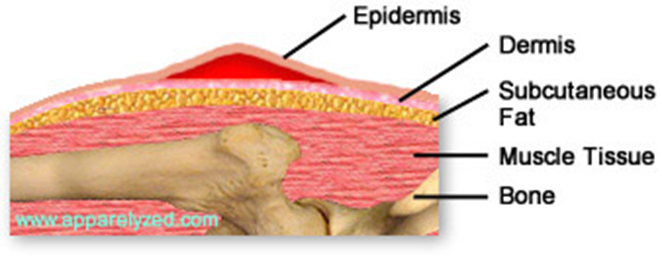 Epidermis
Dermis
Subcutaneous
Fat
Muscle Tissue
Bone
www.apparelyzed.com